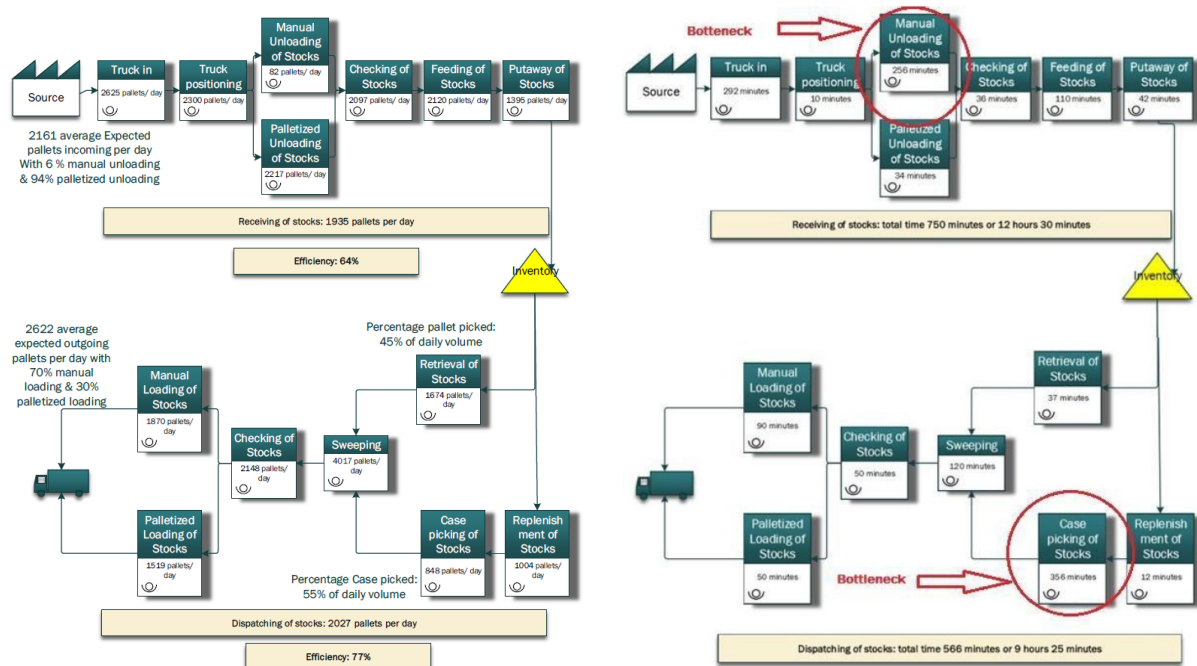 Manual
Unloading
of Stocks
82 pallets/ day
Source
Truck in
2625 pallets/ day
Truck
positioning
2300 pallets/ day
Checking of
Stocks
2097 pallets/ day
Feeding of
Stocks
2120 pallets/ day
Putaway of
Stocks
1395 pallets/ day
2161 average Expected
pallets incoming per day
With 6 % manual unloading
& 94% palletized unloading
Palletized
Unloading of
Stocks
2217 pallets/ day
Receiving of stocks: 1935 pallets per day
Efficiency: 64%
Inventory
2622 average
expected outgoing
pallets per day with
70% manual
loading & 30%
palletized loading
Percentage pallet picked:
45% of daily volume
Retrieval of
Stocks
1674 pallets/
day
Manual
Loading of
Stocks
1870 pallets/
day
Checking of
Stocks
2148 pallets/
day
Sweeping
4017 pallets/
day
Palletized
Loading of
Stocks
1519 pallets/
day
Case
picking of
Stocks
848 pallets/ day
Replenish
ment of
Stocks
1004 pallets/
day
Percentage Case picked:
55% of daily volume
Dispatching of stocks: 2027 pallets per day
Efficiency: 77%
Botteneck
Manual
Unloading
of Stocks
256 minutes
Source
Truck in
292 minutes
Truck
positioning
10 minutes
Checking of
Stocks
36 minutes
Feeding of
Stocks
110 minutes
Putaway of
Stocks
42 minutes
Palletized
Unloading
of Stocks
34 minutes
Receiving of stocks: total time 750 minutes or 12 hours 30 minutes
Inventory
Retrieval of
Stocks
37 minutes
Manual
Loading of
Stocks
90 minutes
Checking of
Stocks
50 minutes
Sweeping
120 minutes
Palletized
Loading of
Stocks
50 minutes
Case
picking of
Stocks
356 minutes
Replenish
ment of
Stocks
12 minutes
Bottleneck
Dispatching of stocks: total time 566 minutes or 9 hours 25 minutes